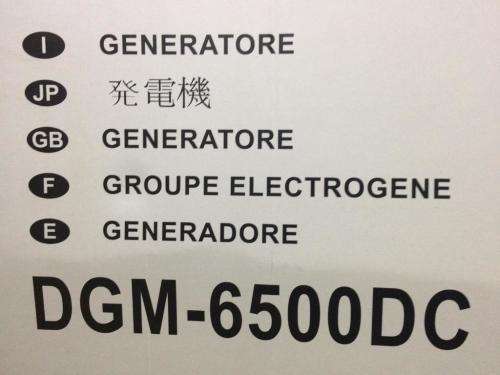 I GENERATORE
JP 発電機
GB GENERATORE
F GROUPE ELECTROGENE
E GENERADORE
DGM-6500DC